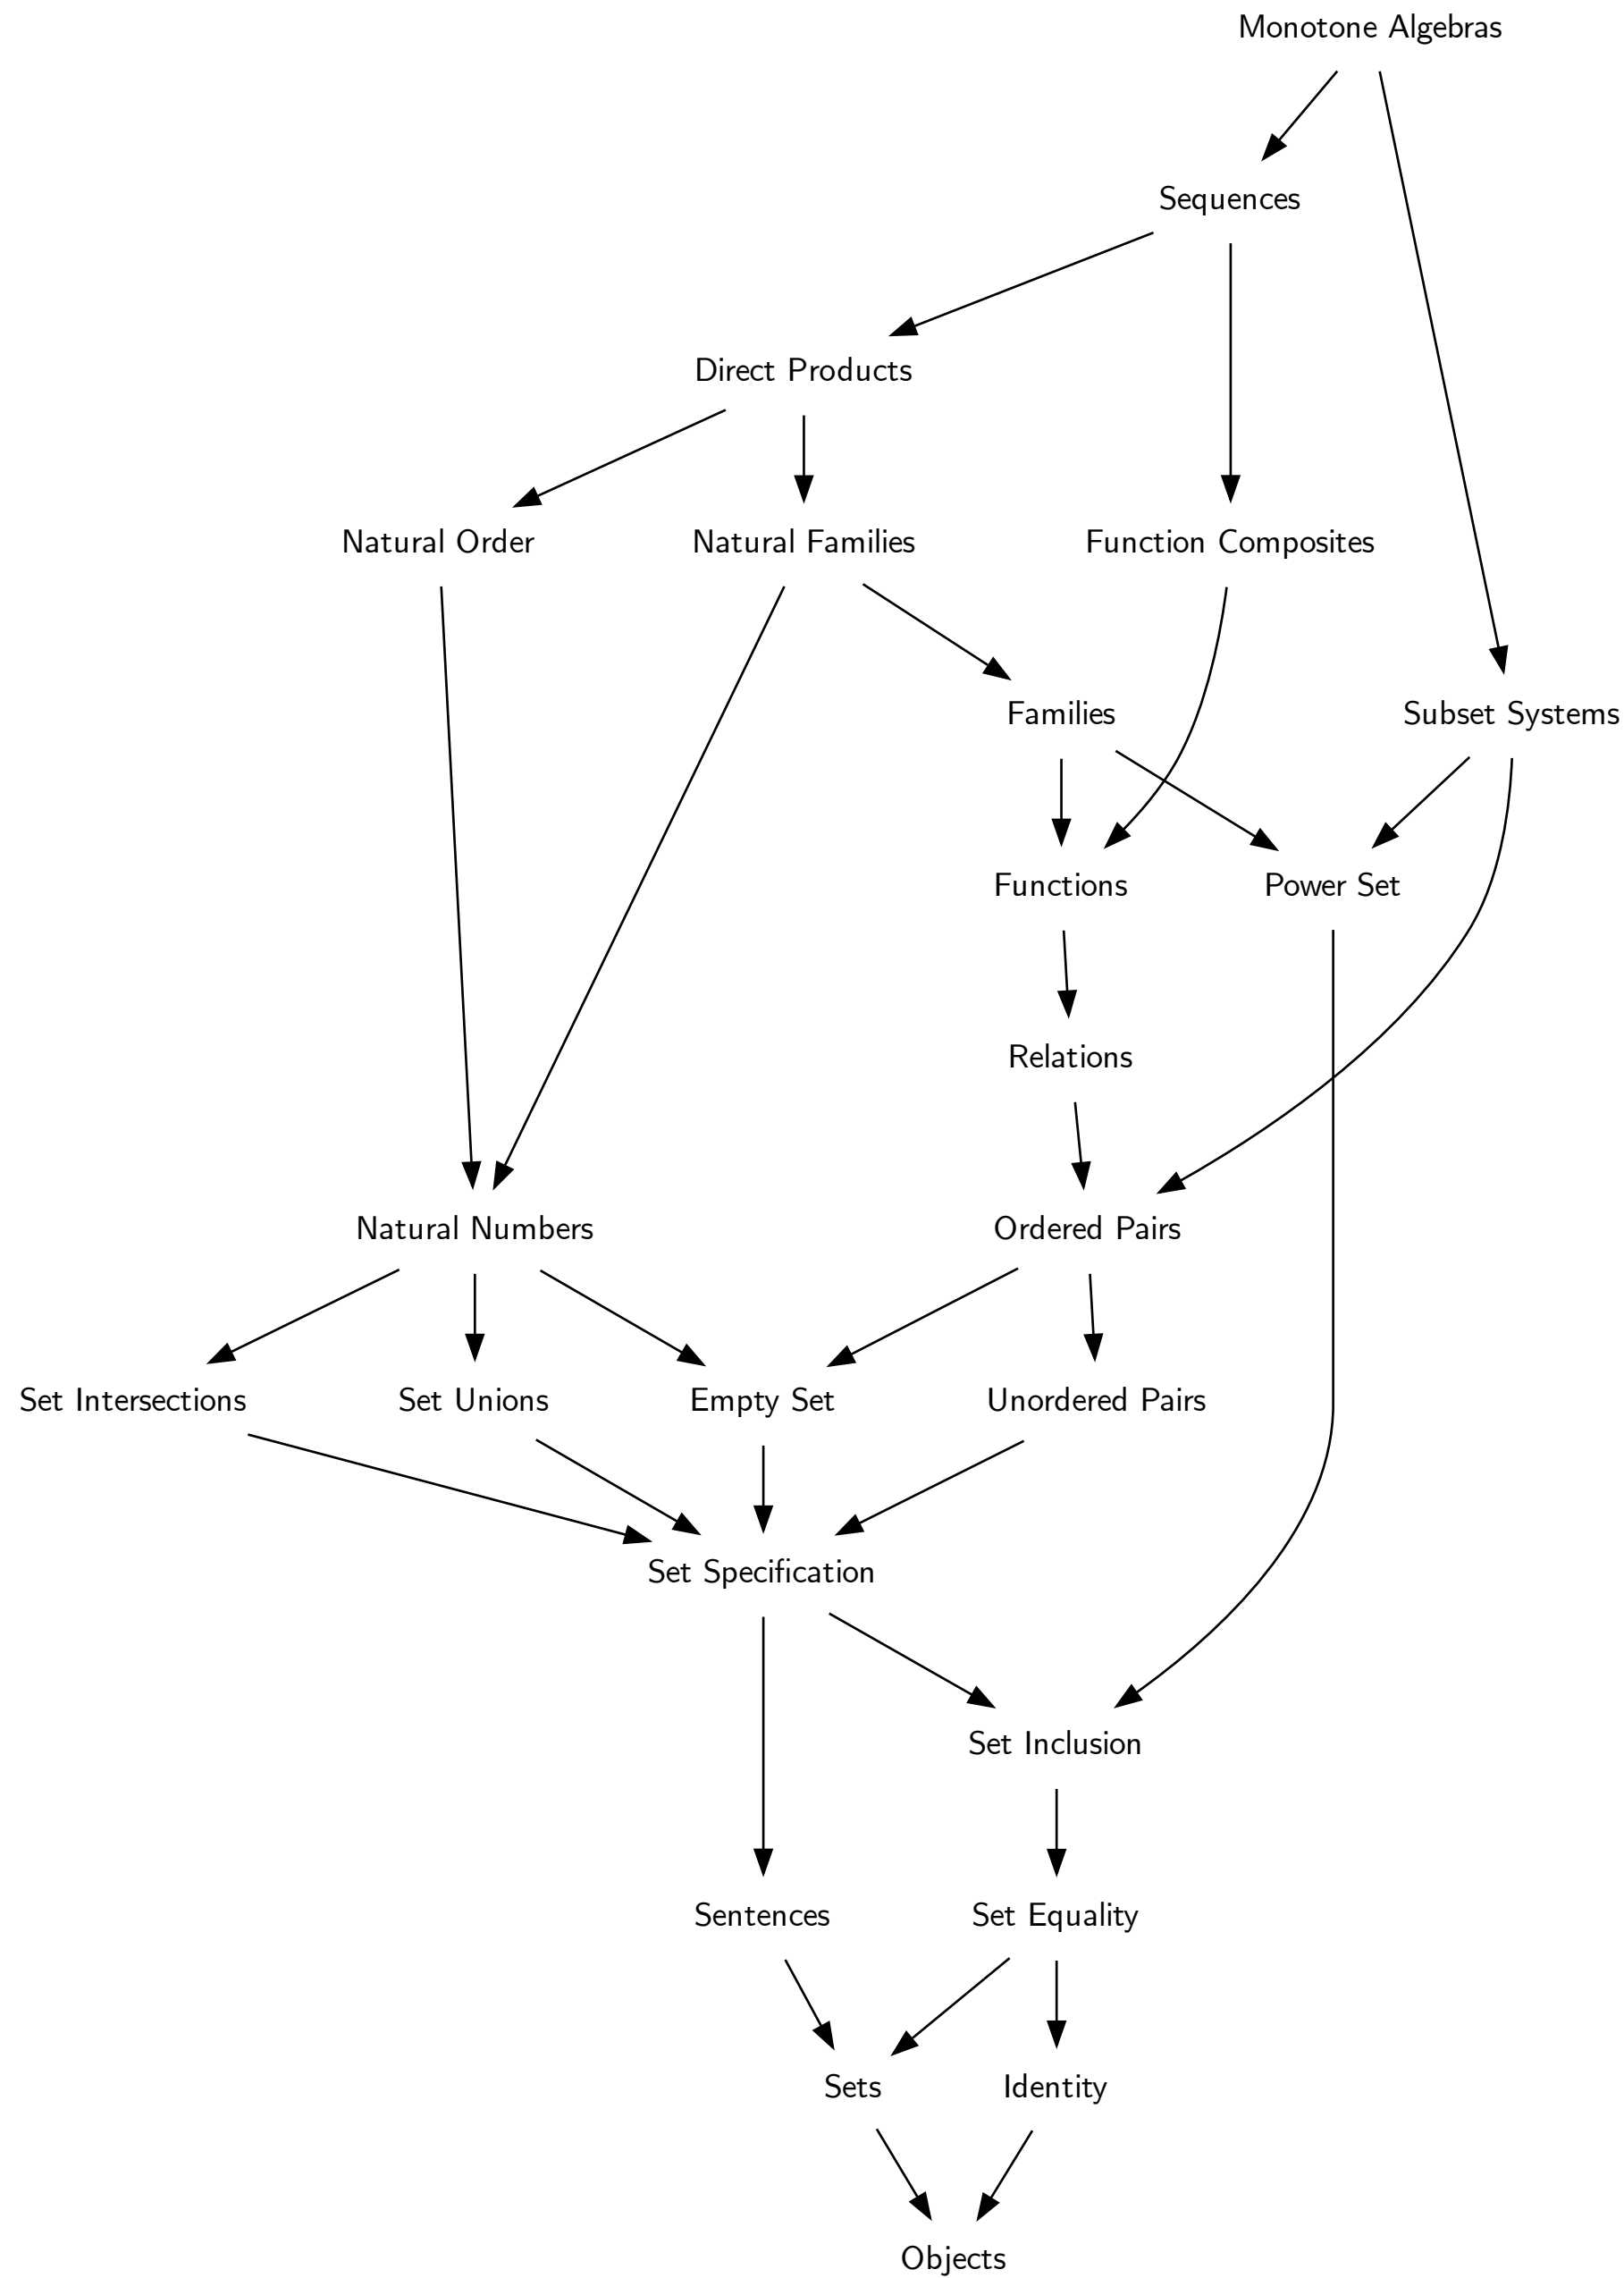 Monotone Algebras
Sequences
Direct Products
Natural Order
Natural Families
Function Composites
Families
Subset Systems
Functions
Power Set
Relations
Natural Numbers
Ordered Pairs
Set Intersections
Set Unions
Empty Set
Unordered Pairs
Set Specification
Set Inclusion
Sentences
Set Equality
Sets
Identity
Objects